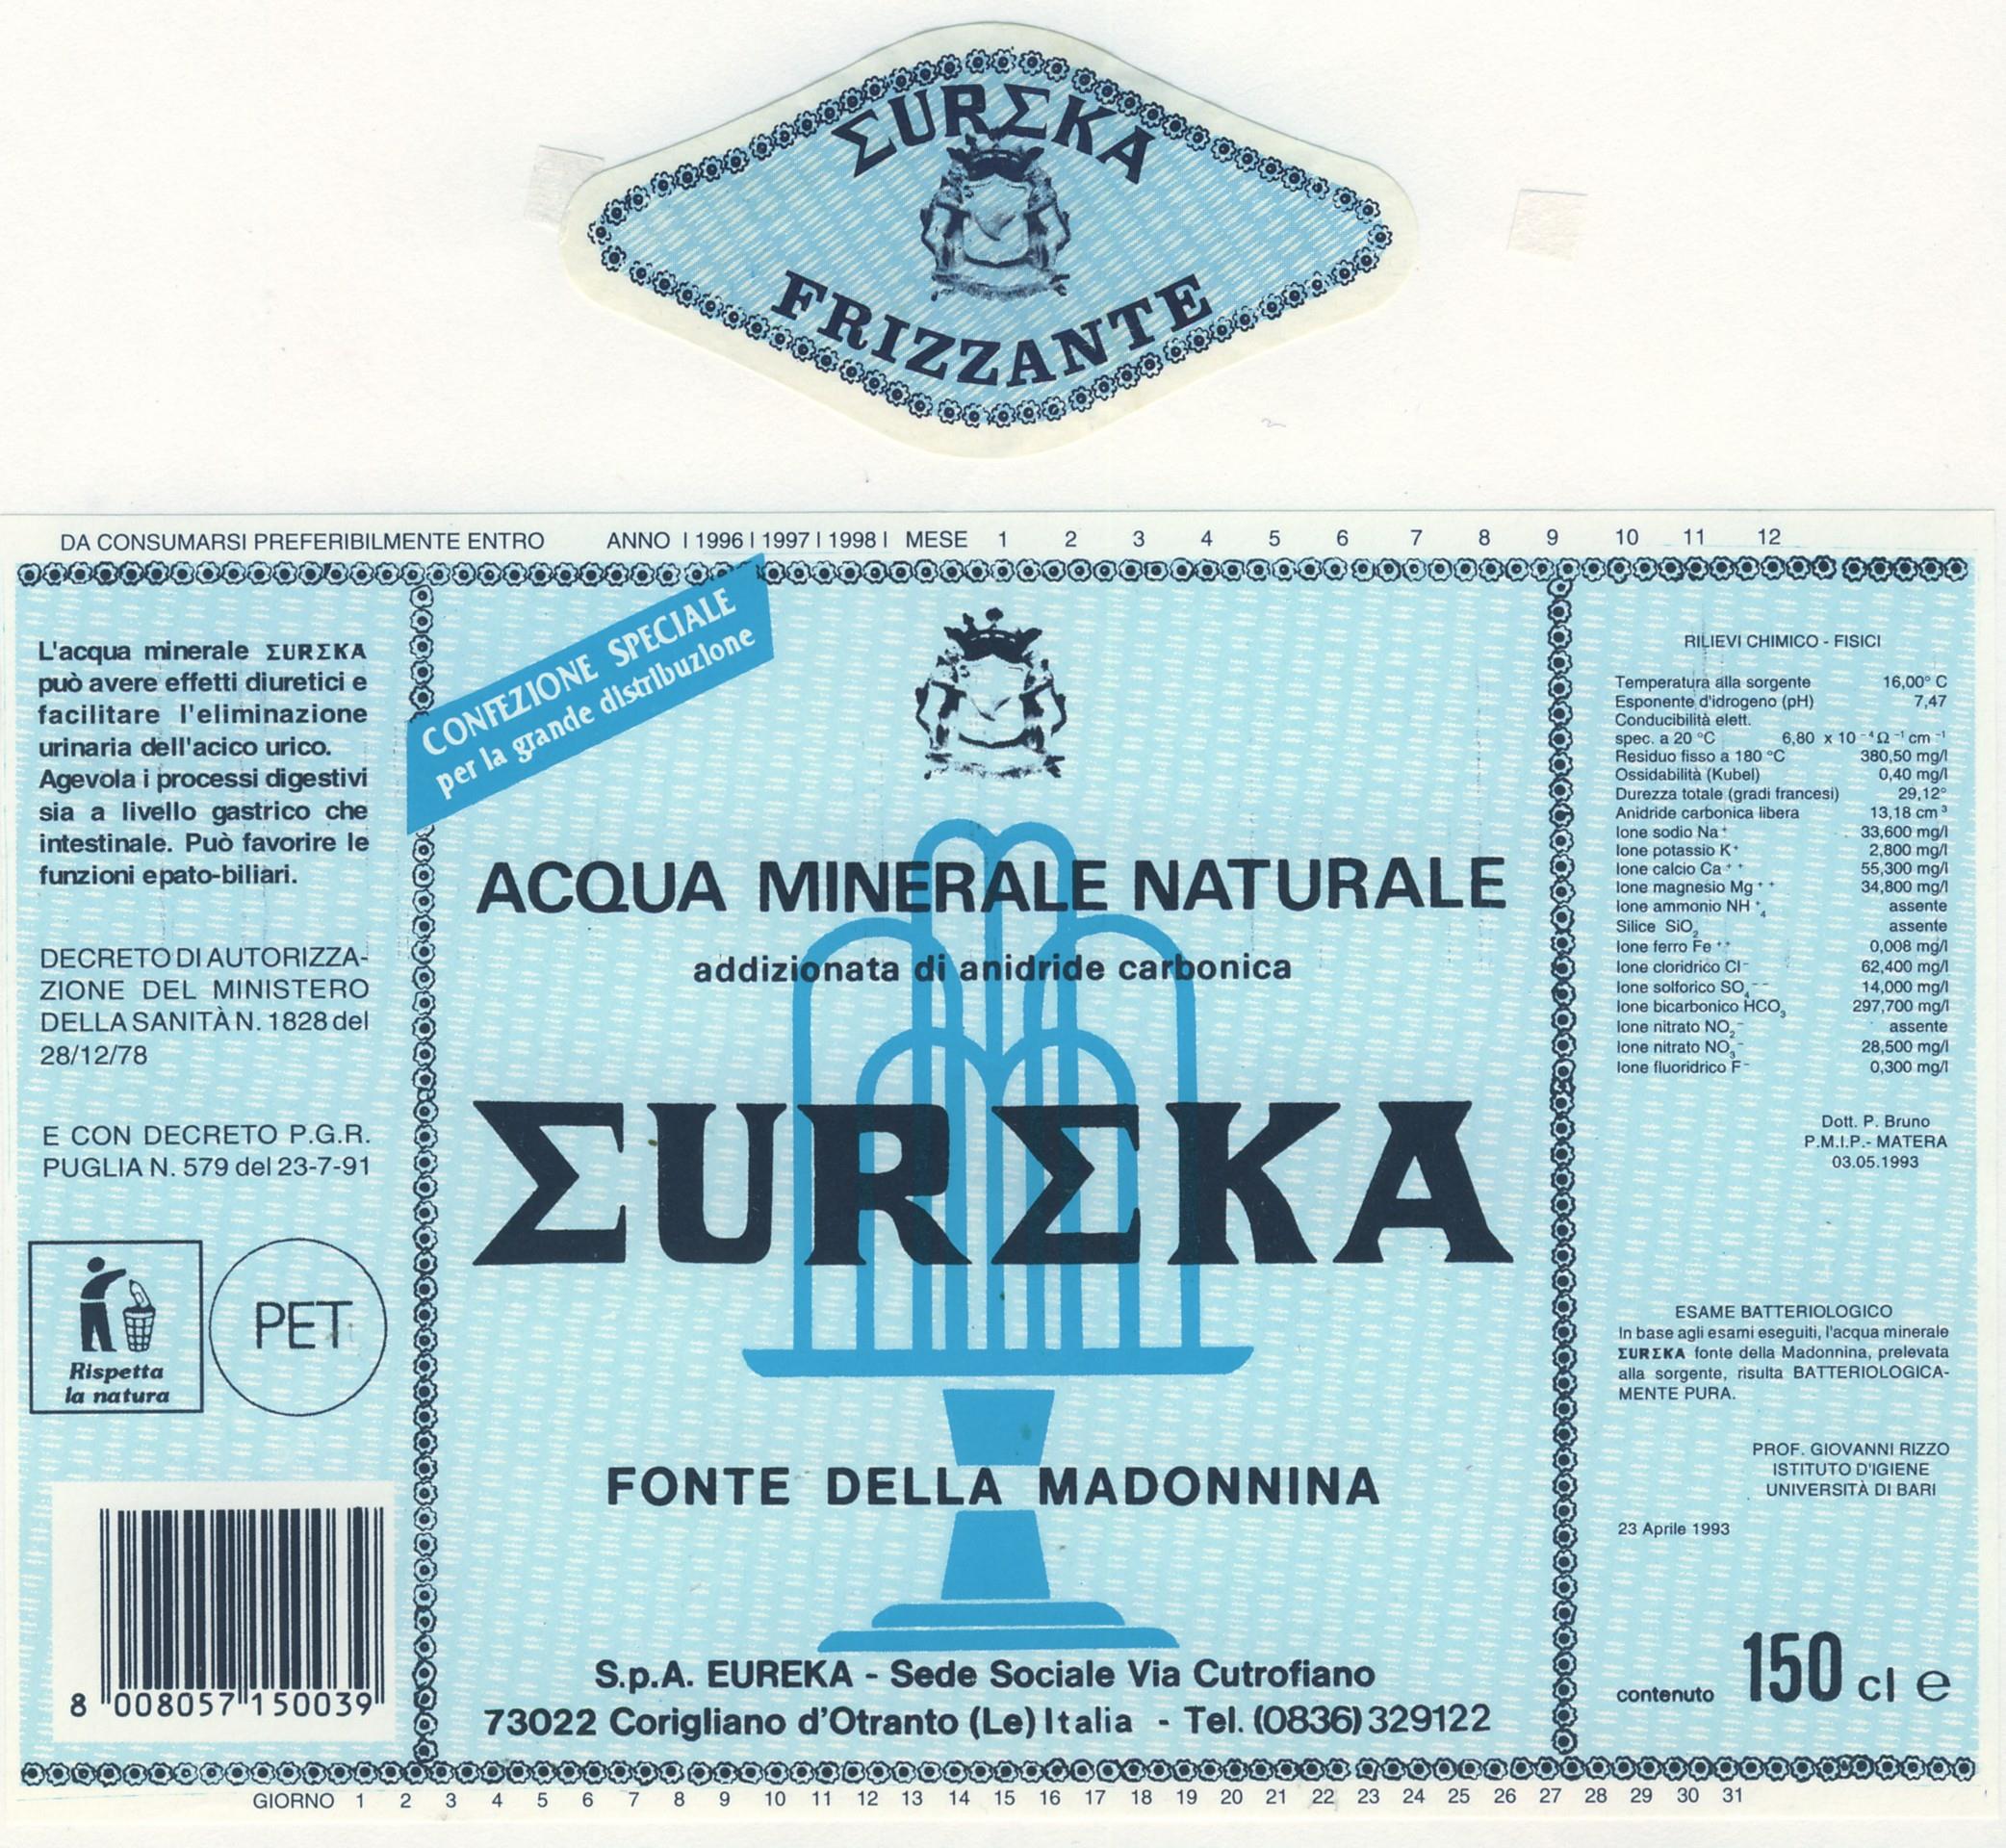 ΣURΣKA
FRIZZANTE
DA CONSUMARSI PREFERIBILMENTE ENTRO ANNO | 1996 | 1997 | 1998 | MESE 1 2 3 4 5 6 7 8 9 10 11 12
L'acqua minerale ΣURΣKA
può avere effetti diuretici e
facilitare l'eliminazione
urinaria dell'acico urico.
Agevola i processi digestivi
sia a livello gastrico che
intestinale. Può favorire le
funzioni epato-biliari.
DECRETO DI AUTORIZZA-
ZIONE DEL MINISTERO
DELLA SANITÀ N. 1828 del
28/12/78
E CON DECRETO P.G.R.
PUGLIA N. 579 del 23-7-91
Rispetta
la natura
PET
8 008057 150039
CONFEZIONE SPECIALE
per la grande distribuzione
ACQUA MINERALE NATURALE
addizionata di anidride carbonica
ΣURΣKA
FONTE DELLA MADONNINA
S.p.A. EUREKA - Sede Sociale Via Cutrofiano
73022 Corigliano d'Otranto (Le) Italia - Tel. (0836) 329122
RILIEVI CHIMICO - FISICI
Temperatura alla sorgente 16,00° C
Esponente d'idrogeno (pH) 7,47
Conducibilità elett.
spec. a 20 °C 6,80 x 10⁻⁴ Ω⁻¹ cm⁻¹
Residuo fisso a 180 °C 380,50 mg/l
Ossidabilità (Kubel) 0,40 mg/l
Durezza totale (gradi francesi) 29,12°
Anidride carbonica libera 13,18 cm³
Ione sodio Na⁺ 33,600 mg/l
Ione potassio K⁺ 2,800 mg/l
Ione calcio Ca⁺⁺ 55,300 mg/l
Ione magnesio Mg⁺⁺ 34,800 mg/l
Ione ammonio NH₄⁺ assente
Silice SiO₂ assente
Ione ferro Fe⁺⁺ 0,008 mg/l
Ione cloridrico Cl⁻ 62,400 mg/l
Ione solforico SO₄⁻⁻ 14,000 mg/l
Ione bicarbonico HCO₃ 297,700 mg/l
Ione nitrato NO₂⁻ assente
Ione nitrato NO₃⁻ 28,500 mg/l
Ione fluoridrico F⁻ 0,300 mg/l
Dott. P. Bruno
P.M.I.P.- MATERA
03.05.1993
ESAME BATTERIOLOGICO
In base agli esami eseguiti, l'acqua minerale
ΣURΣKA fonte della Madonnina, prelevata
alla sorgente, risulta BATTERIOLOGICA-
MENTE PURA.
PROF. GIOVANNI RIZZO
ISTITUTO D'IGIENE
UNIVERSITÀ DI BARI
23 Aprile 1993
contenuto 150 cl e
GIORNO 1 2 3 4 5 6 7 8 9 10 11 12 13 14 15 16 17 18 19 20 21 22 23 24 25 26 27 28 29 30 31